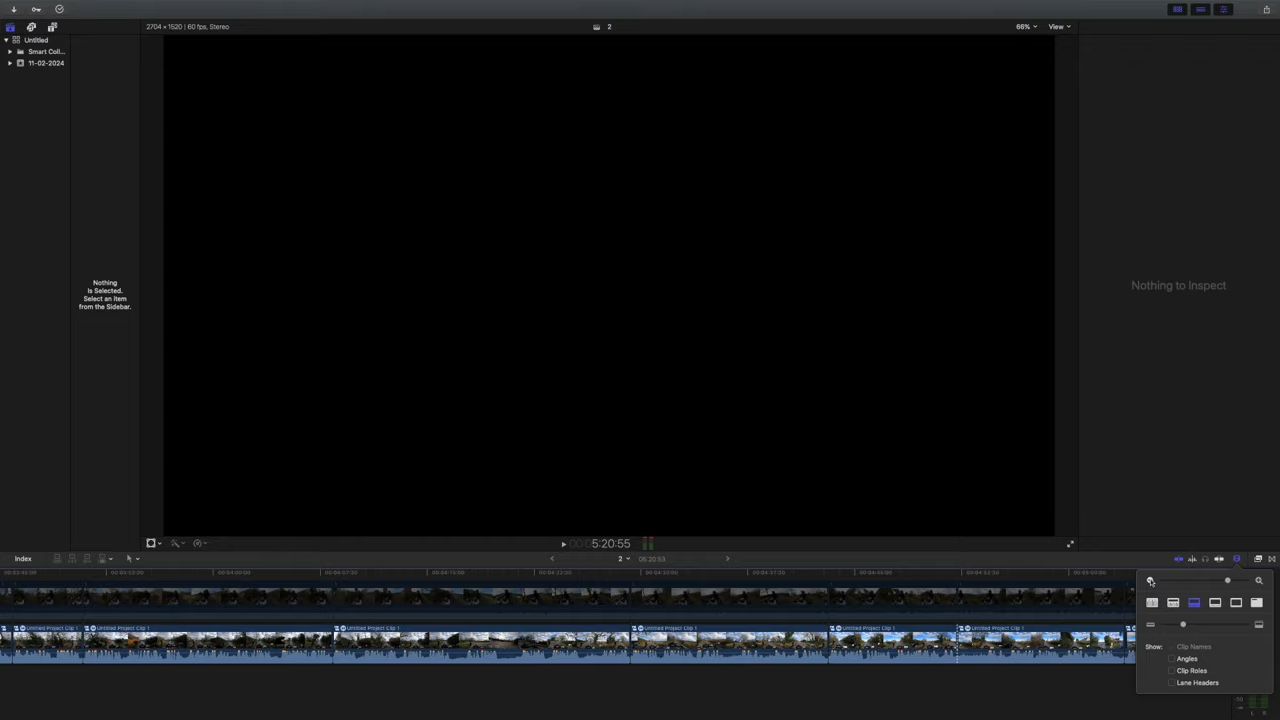 2704 × 1520 | 60 fps, Stereo
2
66%
View
Untitled
Smart Coll...
11-02-2024
Nothing
Is Selected.
Select an item
from the Sidebar.
Nothing to Inspect
5:20:55
Index
2
05:20:53
Untitled Project Clip 1
Untitled Project Clip 1
Untitled Project Clip 1
Untitled Project Clip 1
Untitled Project Clip 1
Untitled Project Clip 1
Show:
Clip Names
Angles
Clip Roles
Lane Headers
L
R